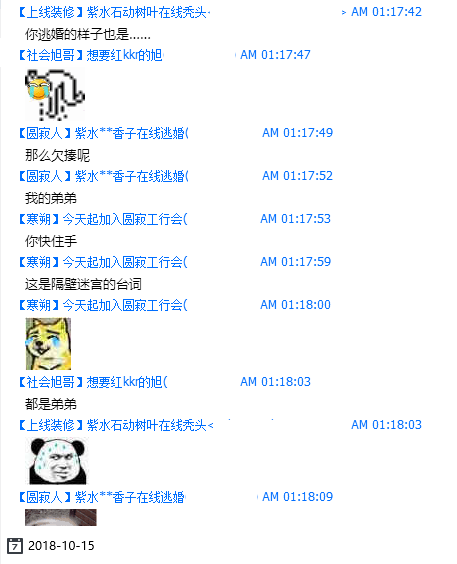 【上线装修】紫水石动树叶在线秃头< > AM 01:17:42
你逃婚的样子也是......
【社会旭哥】想要红kkr的旭 AM 01:17:47
【圆寂人】紫水**香子在线逃婚( AM 01:17:49
那么欠揍呢
【圆寂人】紫水**香子在线逃婚( AM 01:17:52
我的弟弟
【寒朔】今天起加入圆寂工行会( AM 01:17:53
你快住手
【寒朔】今天起加入圆寂工行会( AM 01:17:59
这是隔壁迷宫的台词
【寒朔】今天起加入圆寂工行会( AM 01:18:00
【社会旭哥】想要红kkr的旭( AM 01:18:03
都是弟弟
【上线装修】紫水石动树叶在线秃头< AM 01:18:03
【圆寂人】紫水**香子在线逃婚 AM 01:18:09
7 2018-10-15